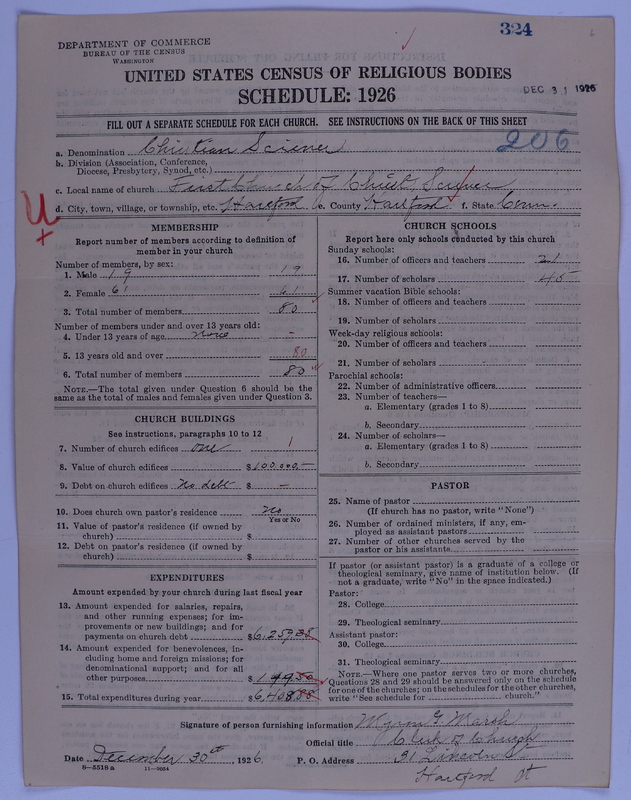 324
DEPARTMENT OF COMMERCE
BUREAU OF THE CENSUS
WASHINGTON
UNITED STATES CENSUS OF RELIGIOUS BODIES
SCHEDULE: 1926
DEC 31 1926
FILL OUT A SEPARATE SCHEDULE FOR EACH CHURCH. SEE INSTRUCTIONS ON THE BACK OF THIS SHEET
206
a. Denomination Christian Science
b. Division (Association, Conference,
Diocese, Presbytery, Synod, etc.)
c. Local name of church First Church of Christ, Scientist
d. City, town, village, or township, etc. Hartford e. County Hartford f. State Conn.
U
MEMBERSHIP
Report number of members according to definition of
member in your church
Number of members, by sex:
1. Male 19 19
2. Female 61 61
3. Total number of members 80
Number of members under and over 13 years old:
4. Under 13 years of age none –
5. 13 years old and over 80
6. Total number of members 80
NOTE.—The total given under Question 6 should be
same as the total of males and females given under Question 3.
CHURCH BUILDINGS
See instructions, paragraphs 10 to 12
7. Number of church edifices one 1
8. Value of church edifices $100,000.–
9. Debt on church edifices No debt $ –
10. Does church own pastor's residence No
Yes or No
11. Value of pastor's residence (if owned by
church) $
12. Debt on pastor's residence (if owned by
church) $
EXPENDITURES
Amount expended by your church during last fiscal year
13. Amount expended for salaries, repairs,
and other running expenses; for im-
provements or new buildings; and for
payments on church debt $6,259.38
14. Amount expended for benevolences, in-
cluding home and foreign missions; for
denominational support; and for all
other purposes $149.50
15. Total expenditures during year $6,408.88
CHURCH SCHOOLS
Report here only schools conducted by this church
Sunday schools:
16. Number of officers and teachers 21
17. Number of scholars 45
Summer vacation Bible schools:
18. Number of officers and teachers
19. Number of scholars
Week-day religious schools:
20. Number of officers and teachers
21. Number of scholars
Parochial schools:
22. Number of administrative officers
23. Number of teachers—
a. Elementary (grades 1 to 8)
b. Secondary
24. Number of scholars—
a. Elementary (grades 1 to 8)
b. Secondary
PASTOR
25. Name of pastor
(If church has no pastor, write "None")
26. Number of ordained ministers, if any, em-
ployed as assistant pastors
27. Number of other churches served by the
pastor or his assistants
If pastor (or assistant pastor) is a graduate of a college or
theological seminary, give name of institution below. (If
not a graduate, write "No" in the space indicated.)
Pastor:
28. College
29. Theological seminary
Assistant pastor:
30. College
31. Theological seminary
NOTE.—Where one pastor serves two or more churches,
Questions 28 and 29 should be answered only on the schedule
for one of the churches; on the schedules for the other churches,
write "See schedule for church."
Signature of person furnishing information G. Marsh
Official title Clerk of Church
Date December 30th, 1926. P. O. Address 31 Lincoln St
8—5518 a 11—9034
Hartford Ct